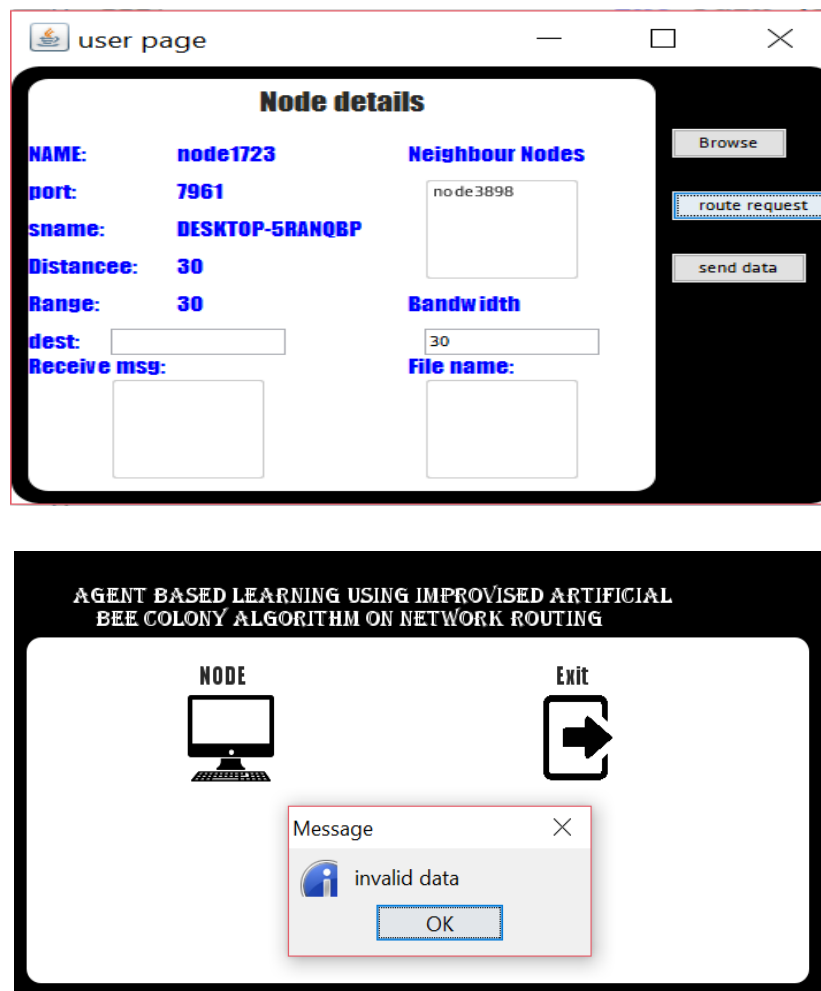 user page
Node details
NAME: node1723 Neighbour Nodes
port: 7961 node3898
sname: DESKTOP-5RANQBP
Distancee: 30
Range: 30 Bandwidth
dest: 30
Receive msg: File name:
Browse
route request
send data
AGENT BASED LEARNING USING IMPROVISED ARTIFICIAL
BEE COLONY ALGORITHM ON NETWORK ROUTING
NODE Exit
Message
invalid data
OK